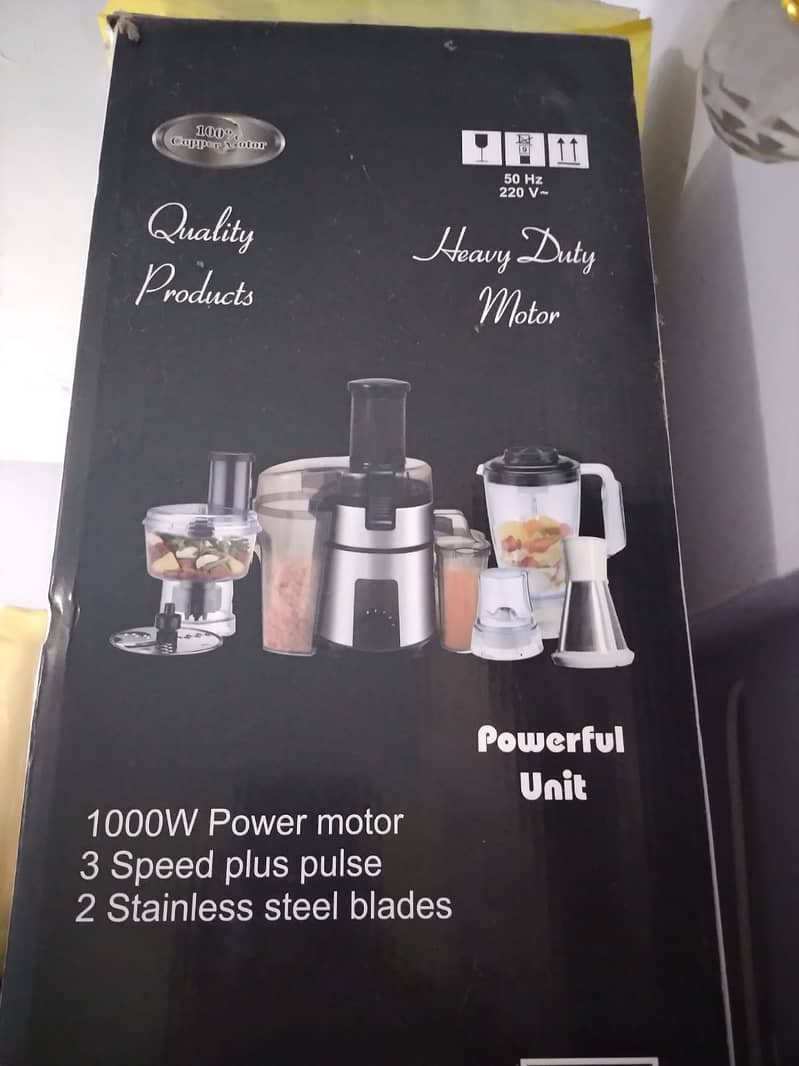 100%
Copper Motor
50 Hz
220 V~
Quality
Products
Heavy Duty
Motor
Powerful
Unit
1000W Power motor
3 Speed plus pulse
2 Stainless steel blades